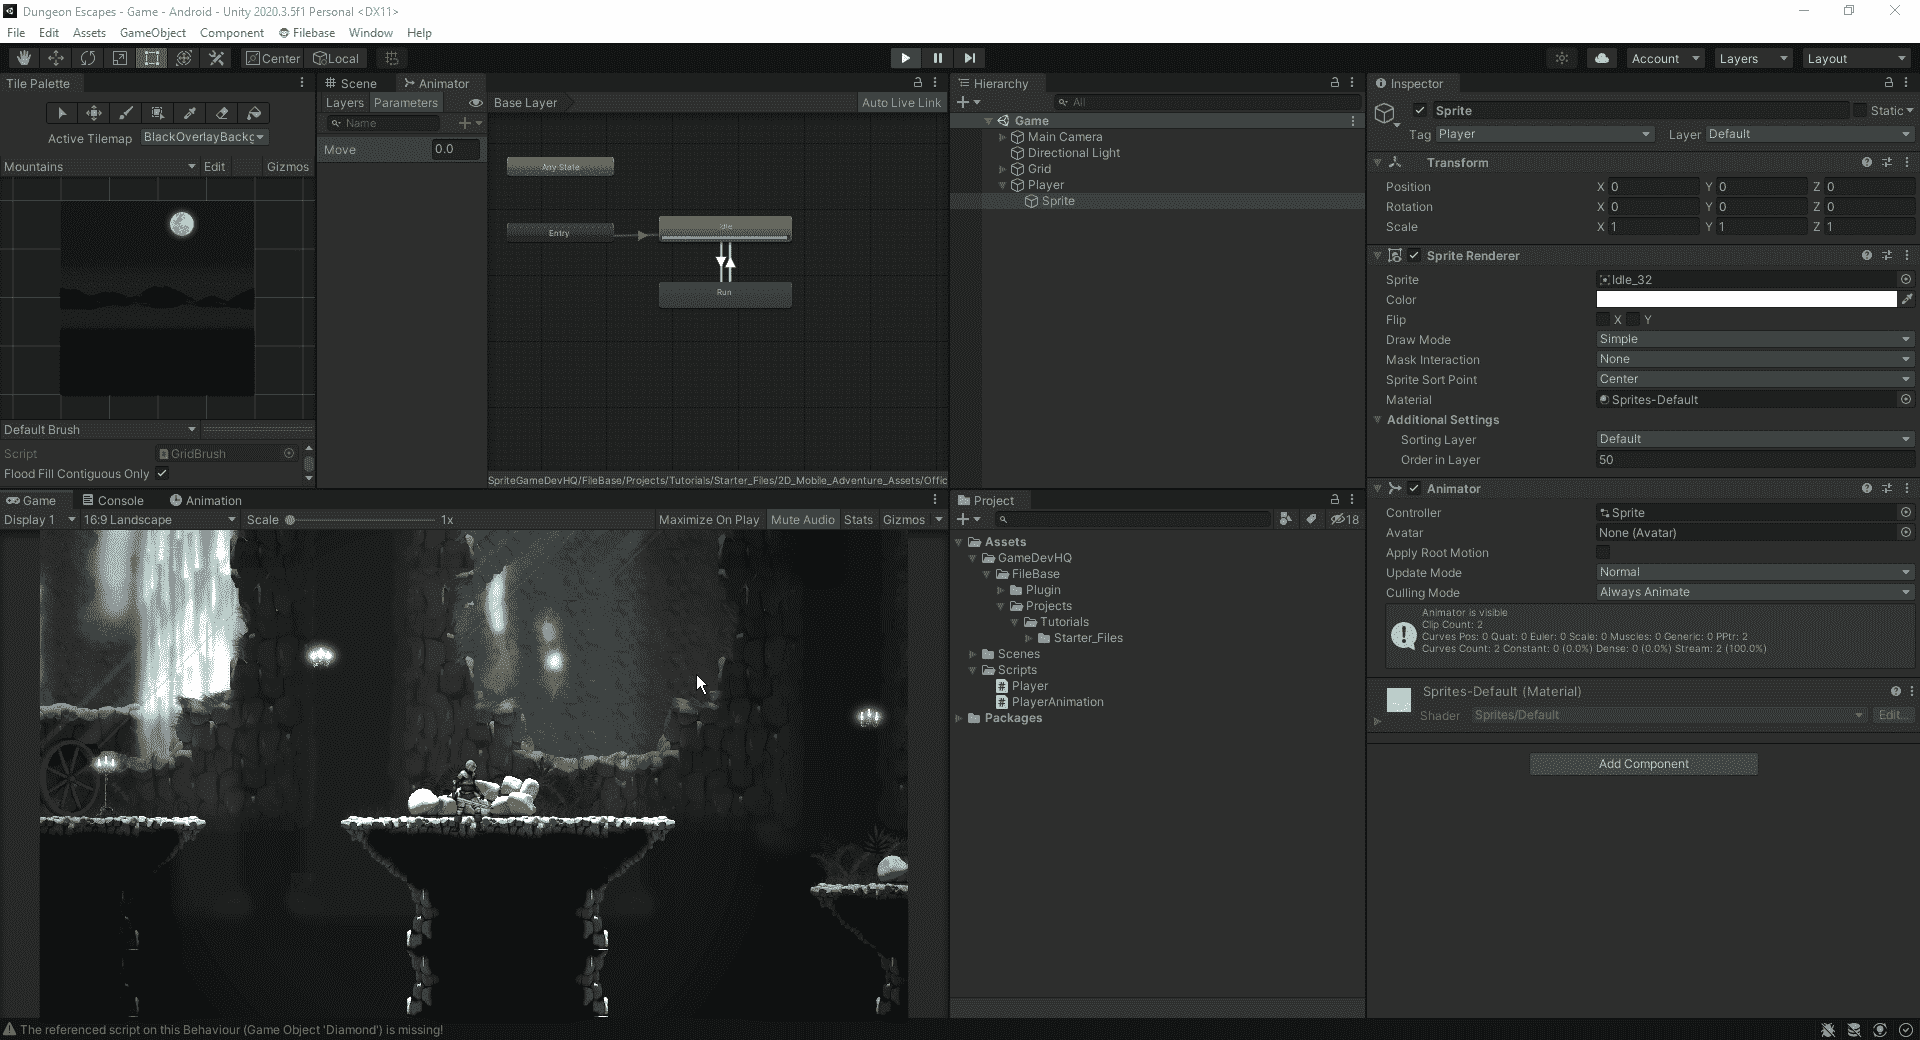 Dungeon Escapes - Game - Android - Unity 2020.3.5f1 Personal <DX11>
File Edit Assets GameObject Component Filebase Window Help
Center Local
Account Layers Layout
Tile Palette
Active Tilemap BlackOverlayBackg
Mountains Edit Gizmos
Default Brush
Script GridBrush
Flood Fill Contiguous Only
Scene Animator
Layers Parameters Base Layer Auto Live Link
Name
Move 0.0
Any State
Entry
Idle
Run
SpriteGameDevHQ/FileBase/Projects/Tutorials/Starter_Files/2D_Mobile_Adventure_Assets/Offic
Game Console Animation
Display 1 16:9 Landscape Scale 1x Maximize On Play Mute Audio Stats Gizmos
Hierarchy
All
Game
Main Camera
Directional Light
Grid
Player
Sprite
Project
18
Assets
GameDevHQ
FileBase
Plugin
Projects
Tutorials
Starter_Files
Scenes
Scripts
Player
PlayerAnimation
Packages
Inspector
Sprite Static
Tag Player Layer Default
Transform
Position X 0 Y 0 Z 0
Rotation X 0 Y 0 Z 0
Scale X 1 Y 1 Z 1
Sprite Renderer
Sprite Idle_32
Color
Flip X Y
Draw Mode Simple
Mask Interaction None
Sprite Sort Point Center
Material Sprites-Default
Additional Settings
Sorting Layer Default
Order in Layer 50
Animator
Controller Sprite
Avatar None (Avatar)
Apply Root Motion
Update Mode Normal
Culling Mode Always Animate
Animator is visible
Clip Count: 2
Curves Pos: 0 Quat: 0 Euler: 0 Scale: 0 Muscles: 0 Generic: 0 PPtr: 2
Curves Count: 2 Constant: 0 (0.0%) Dense: 0 (0.0%) Stream: 2 (100.0%)
Sprites-Default (Material)
Shader Sprites/Default Edit...
Add Component
The referenced script on this Behaviour (Game Object 'Diamond') is missing!